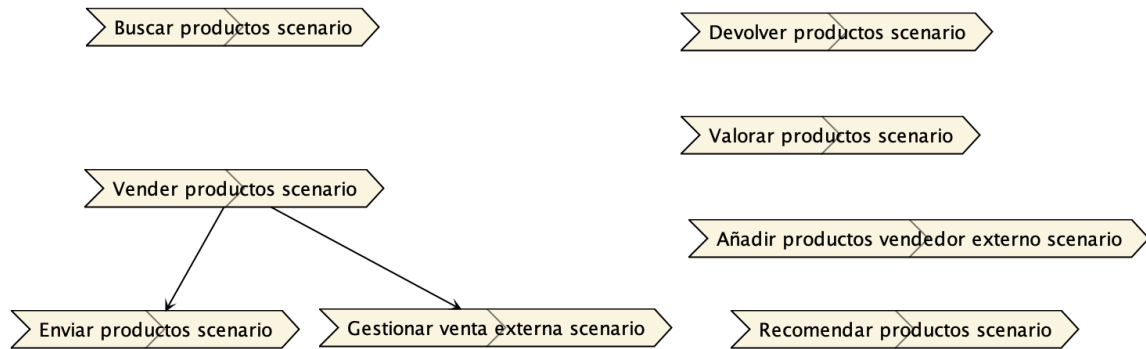 Buscar productos scenario
Devolver productos scenario
Valorar productos scenario
Vender productos scenario
Añadir productos vendedor externo scenario
Enviar productos scenario
Gestionar venta externa scenario
Recomendar productos scenario